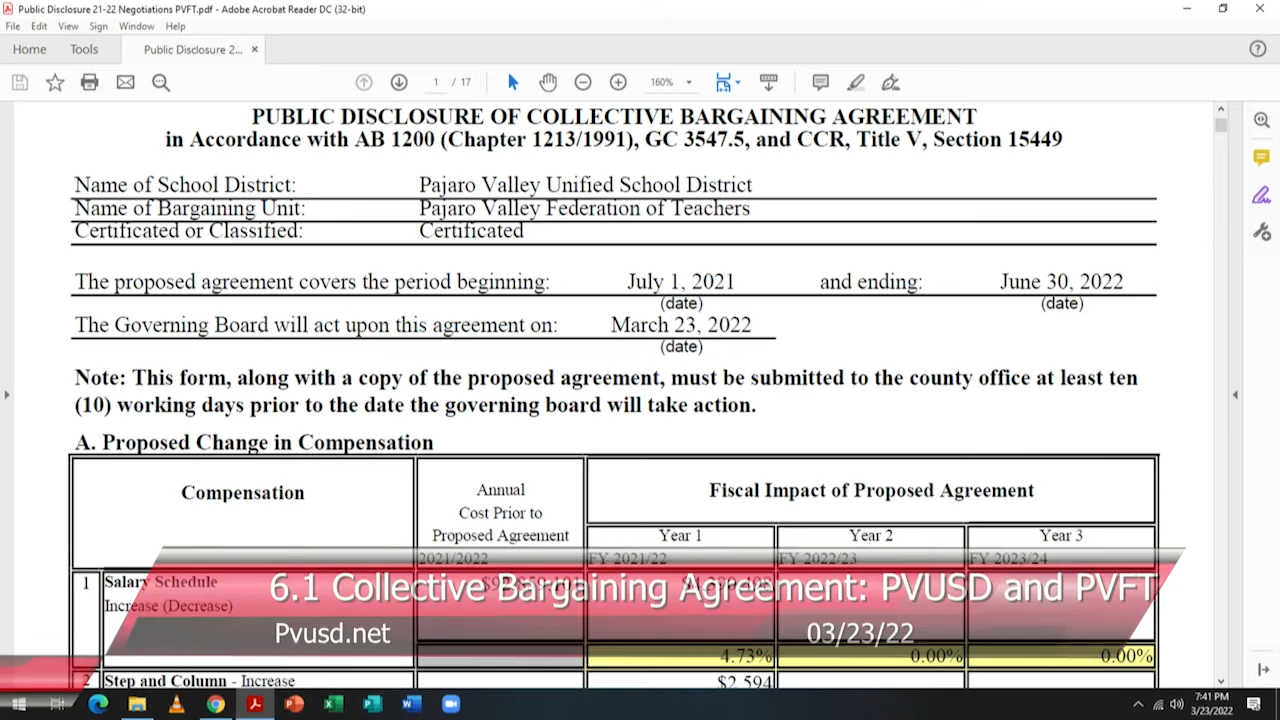 Public Disclosure 21-22 Negotiations PVFT.pdf - Adobe Acrobat Reader DC (32-bit)
File Edit View Sign Window Help
Home Tools Public Disclosure 2... ×
1 / 17 160%
PUBLIC DISCLOSURE OF COLLECTIVE BARGAINING AGREEMENT
in Accordance with AB 1200 (Chapter 1213/1991), GC 3547.5, and CCR, Title V, Section 15449
Name of School District: Pajaro Valley Unified School District
Name of Bargaining Unit: Pajaro Valley Federation of Teachers
Certificated or Classified: Certificated
The proposed agreement covers the period beginning: July 1, 2021 and ending: June 30, 2022
(date) (date)
The Governing Board will act upon this agreement on: March 23, 2022
(date)
Note: This form, along with a copy of the proposed agreement, must be submitted to the county office at least ten
(10) working days prior to the date the governing board will take action.
A. Proposed Change in Compensation
Compensation
Annual
Cost Prior to
Proposed Agreement
Fiscal Impact of Proposed Agreement
Year 1 Year 2 Year 3
2021/2022 FY 2021/22 FY 2022/23 FY 2023/24
1 Salary Schedule
Increase (Decrease)
6.1 Collective Bargaining Agreement: PVUSD and PVFT
Pvusd.net 03/23/22
4.73% 0.00% 0.00%
2 Step and Column - Increase
$2,594
7:41 PM
3/23/2022